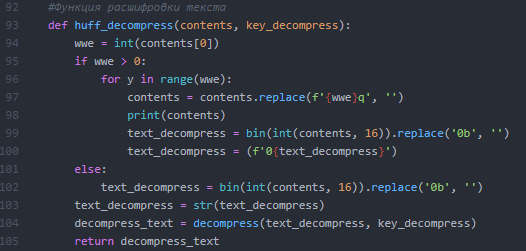 92 #Функция расшифровки текста
93 def huff_decompress(contents, key_decompress):
94 wwe = int(contents[0])
95 if wwe > 0:
96 for y in range(wwe):
97 contents = contents.replace(f'{wwe}q', '')
98 print(contents)
99 text_decompress = bin(int(contents, 16)).replace('0b', '')
100 text_decompress = (f'0{text_decompress}')
101 else:
102 text_decompress = bin(int(contents, 16)).replace('0b', '')
103 text_decompress = str(text_decompress)
104 decompress_text = decompress(text_decompress, key_decompress)
105 return decompress_text